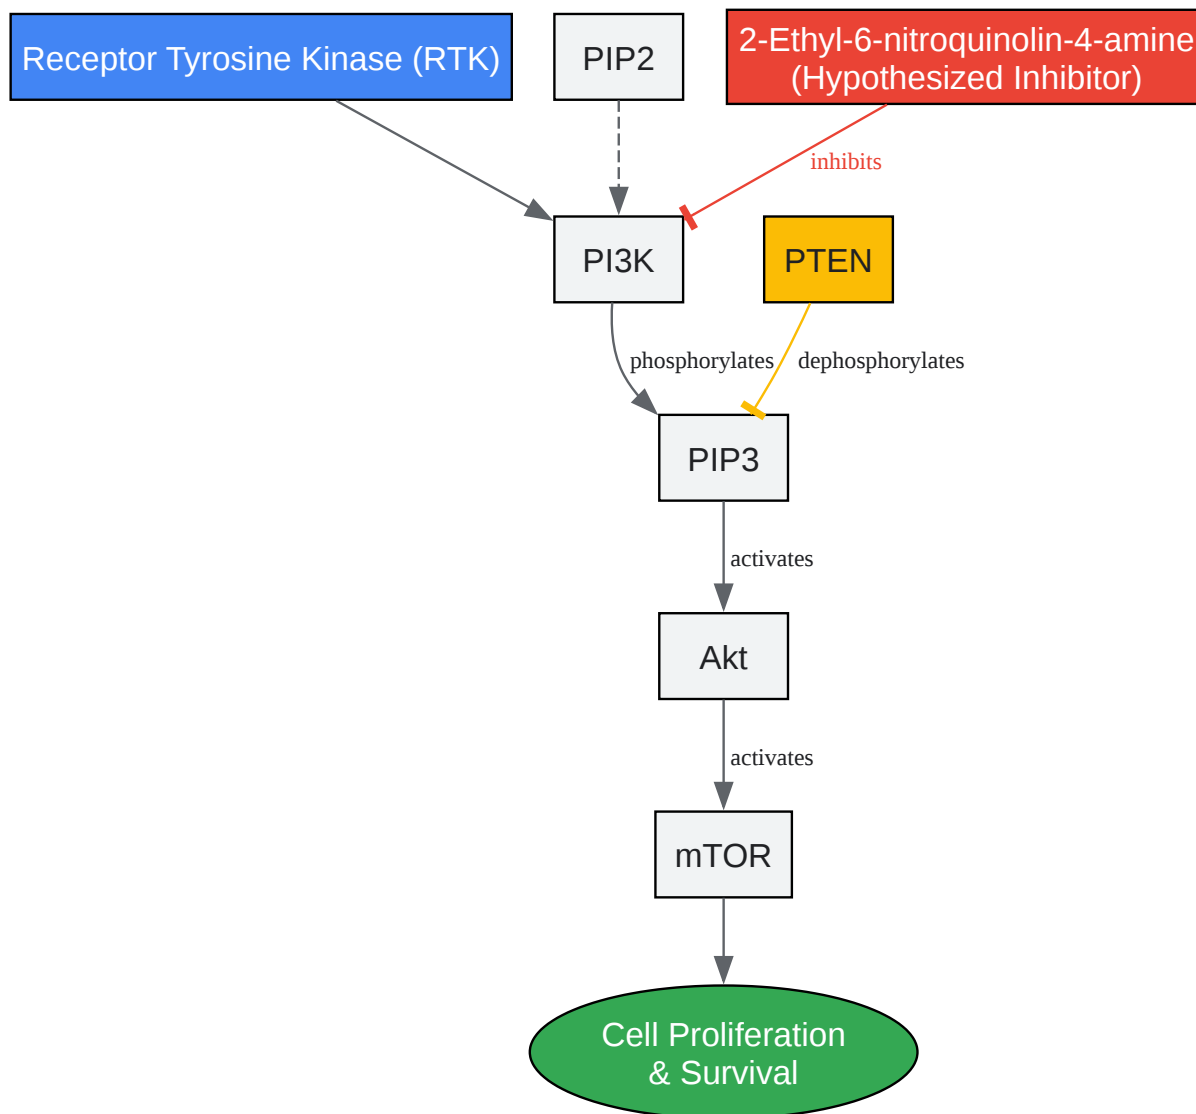 Receptor Tyrosine Kinase (RTK)
PIP2
2-Ethyl-6-nitroquinolin-4-amine
(Hypothesized Inhibitor)
inhibits
PI3K
PTEN
phosphorylates
dephosphorylates
PIP3
activates
Akt
activates
mTOR
Cell Proliferation
& Survival